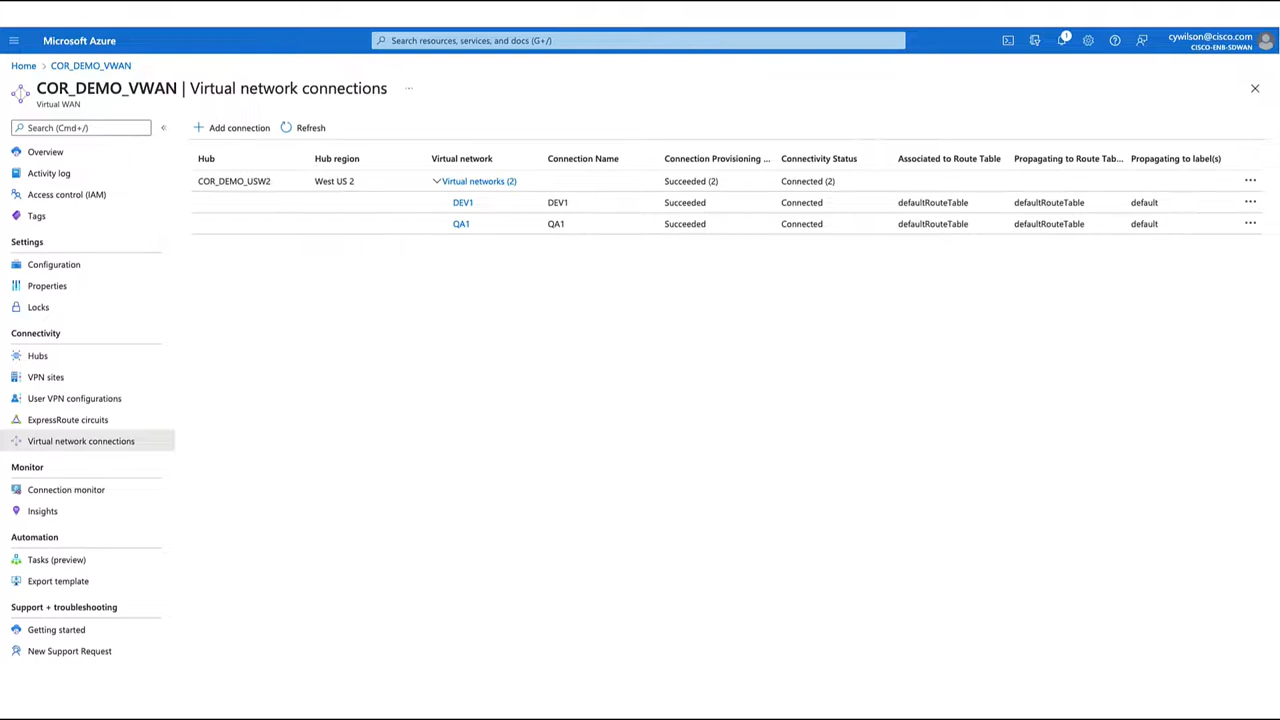 Microsoft Azure
Search resources, services, and docs (G+/)
1
cywilson@cisco.com
CISCO-ENB-SDWAN
Home > COR_DEMO_VWAN
COR_DEMO_VWAN | Virtual network connections ...
Virtual WAN
Search (Cmd+/)
Add connection
Refresh
Overview
Activity log
Access control (IAM)
Tags
Settings
Configuration
Properties
Locks
Connectivity
Hubs
VPN sites
User VPN configurations
ExpressRoute circuits
Virtual network connections
Monitor
Connection monitor
Insights
Automation
Tasks (preview)
Export template
Support + troubleshooting
Getting started
New Support Request
Hub Hub region Virtual network Connection Name Connection Provisioning ... Connectivity Status Associated to Route Table Propagating to Route Tab... Propagating to label(s)
COR_DEMO_USW2 West US 2 Virtual networks (2) Succeeded (2) Connected (2)
DEV1 DEV1 Succeeded Connected defaultRouteTable defaultRouteTable default
QA1 QA1 Succeeded Connected defaultRouteTable defaultRouteTable default